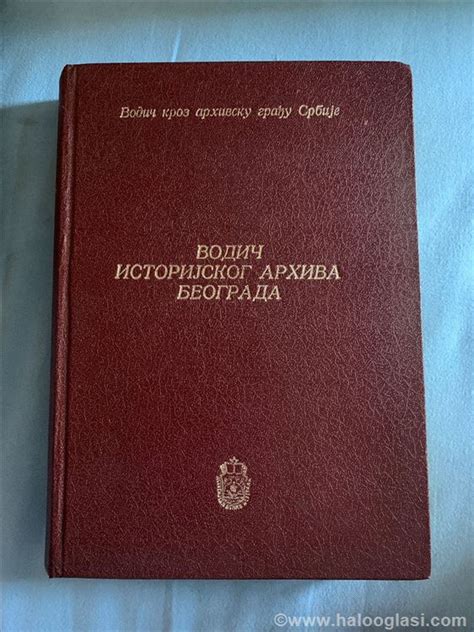 Водич кроз архивску грађу Србије
ВОДИЧ
ИСТОРИЈСКОГ АРХИВА
БЕОГРАДА
©www.halooglasi.com